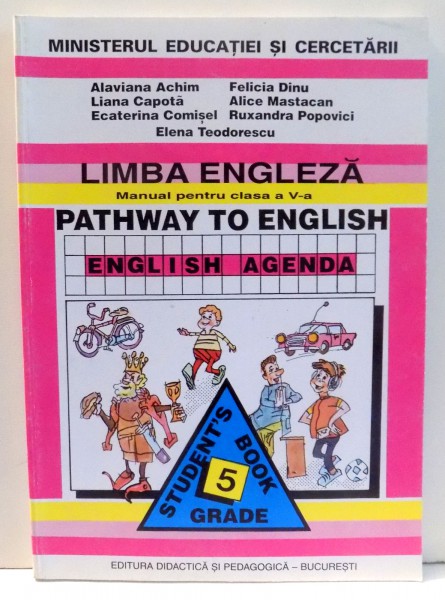 MINISTERUL EDUCAȚIEI ȘI CERCETĂRII
Alaviana Achim Felicia Dinu
Liana Capotă Alice Mastacan
Ecaterina Comișel Ruxandra Popovici
Elena Teodorescu
LIMBA ENGLEZĂ
Manual pentru clasa a V-a
PATHWAY TO ENGLISH
ENGLISH AGENDA
STUDENT'S BOOK
5
GRADE
EDITURA DIDACTICĂ ȘI PEDAGOGICĂ – BUCUREȘTI